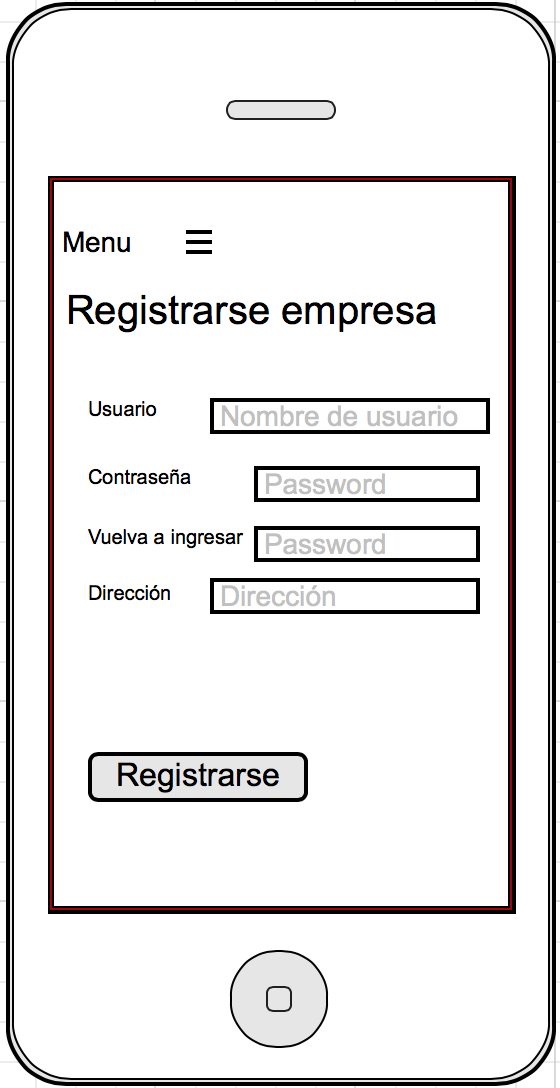 Menu
Registrarse empresa
Usuario Nombre de usuario
Contraseña Password
Vuelva a ingresar Password
Dirección Dirección
Registrarse